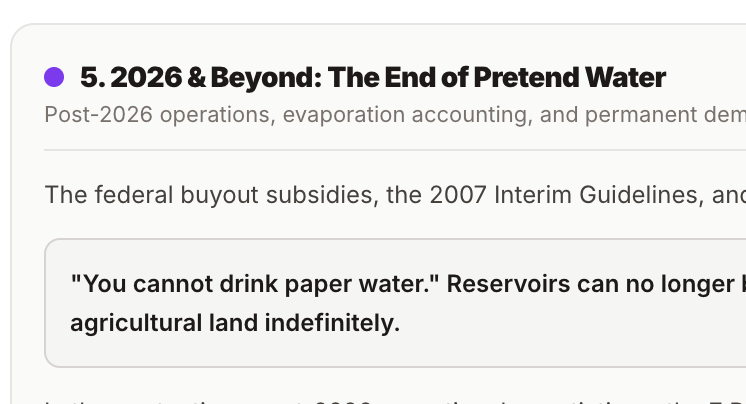 5. 2026 & Beyond: The End of Pretend Water
Post-2026 operations, evaporation accounting, and permanent dem
The federal buyout subsidies, the 2007 Interim Guidelines, and
"You cannot drink paper water." Reservoirs can no longer b
agricultural land indefinitely.